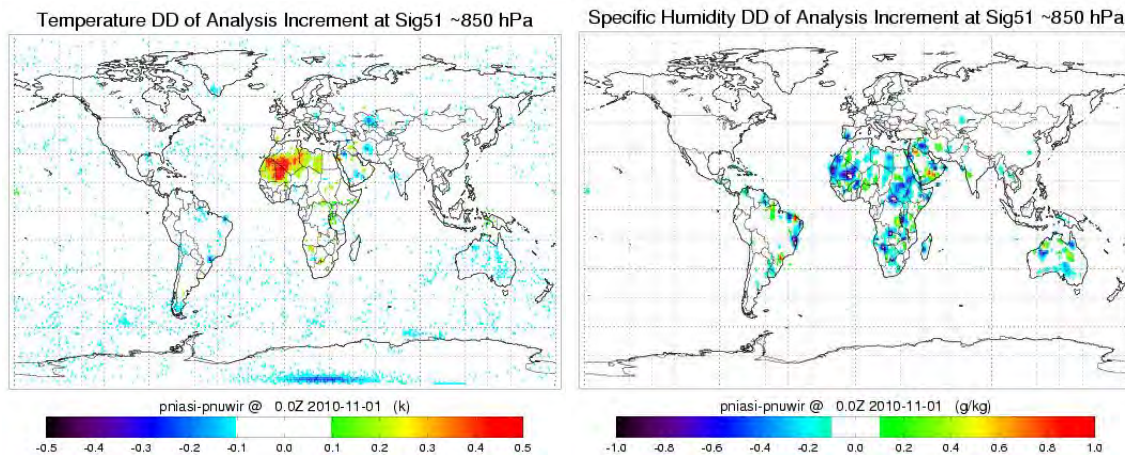 Temperature DD of Analysis Increment at Sig51 ~850 hPa
pniasi-pnuwir @ 0.0Z 2010-11-01 (k)
-0.5 -0.4 -0.3 -0.2 -0.1 0.0 0.1 0.2 0.3 0.4 0.5
Specific Humidity DD of Analysis Increment at Sig51 ~850 hPa
pniasi-pnuwir @ 0.0Z 2010-11-01 (g/kg)
-1.0 -0.8 -0.6 -0.4 -0.2 0.0 0.2 0.4 0.6 0.8 1.0